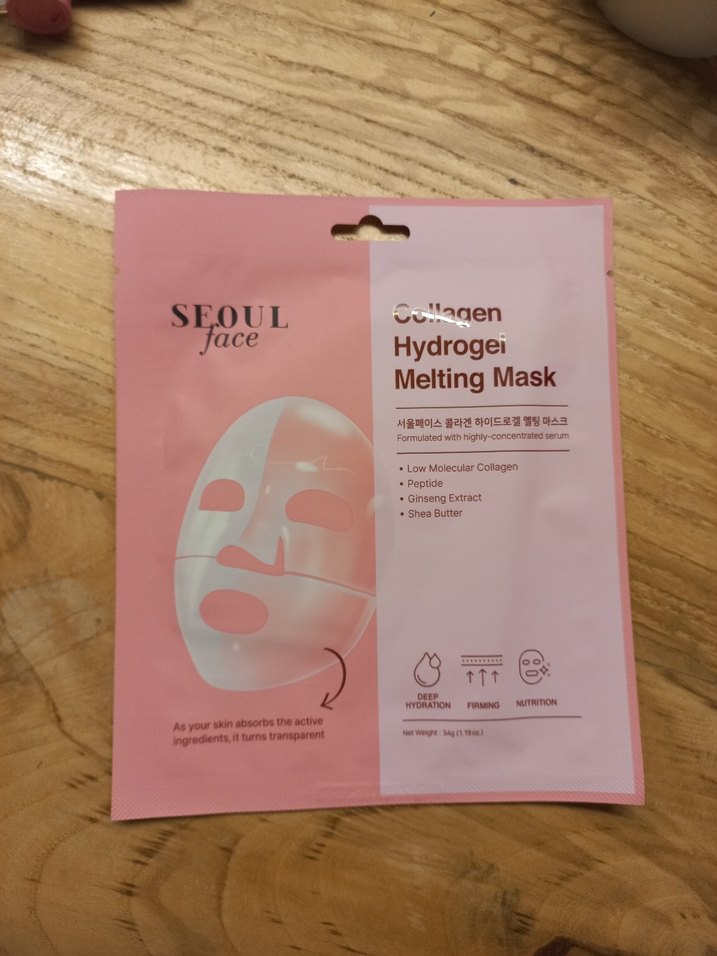 SEOUL
face
Collagen
Hydrogel
Melting Mask
서울페이스 콜라겐 하이드로겔 멜팅 마스크
Formulated with highly-concentrated serum
• Low Molecular Collagen
• Peptide
• Ginseng Extract
• Shea Butter
DEEP
HYDRATION
FIRMING
NUTRITION
Net Weight : 34g (1.19oz.)
As your skin absorbs the active
ingredients, it turns transparent